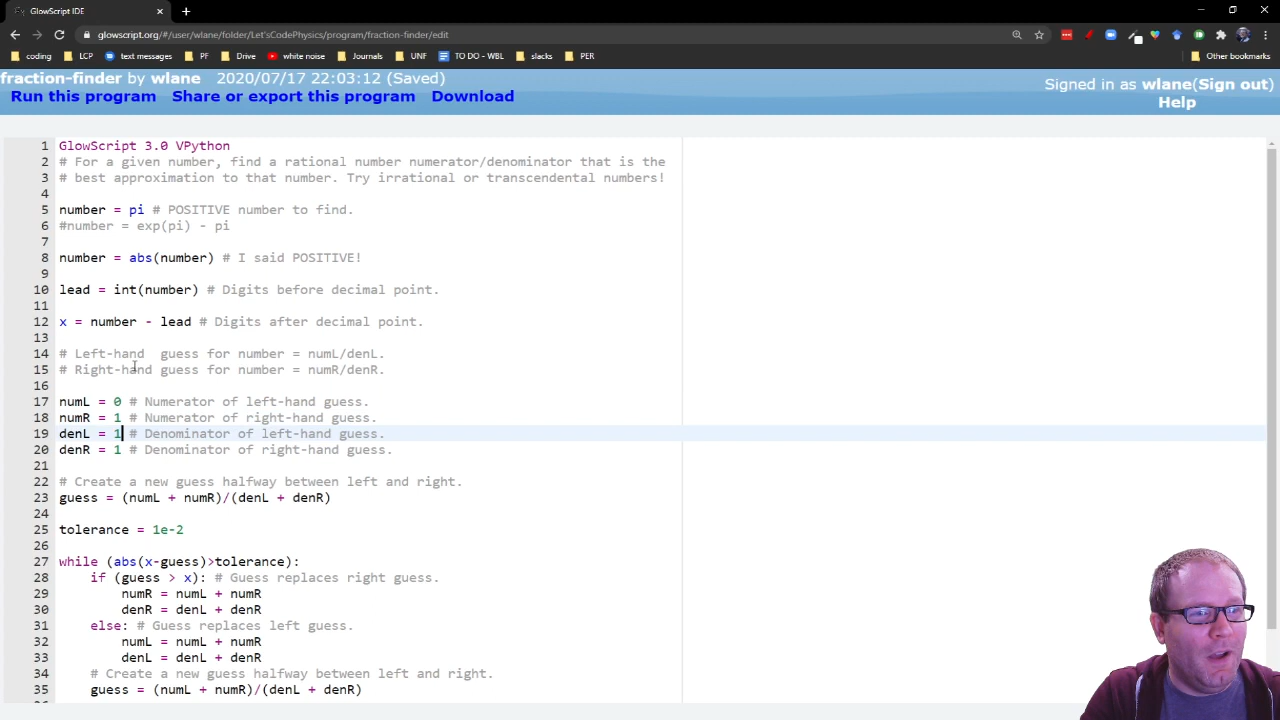 GlowScript IDE
glowscript.org/#/user/wlane/folder/Let'sCodePhysics/program/fraction-finder/edit
coding LCP text messages PF Drive white noise Journals UNF TO DO - WBL slacks PER Other bookmarks
fraction-finder by wlane 2020/07/17 22:03:12 (Saved)
Signed in as wlane(Sign out)
Run this program Share or export this program Download
Help
1 GlowScript 3.0 VPython
2 # For a given number, find a rational number numerator/denominator that is the
3 # best approximation to that number. Try irrational or transcendental numbers!
4
5 number = pi # POSITIVE number to find.
6 #number = exp(pi) - pi
7
8 number = abs(number) # I said POSITIVE!
9
10 lead = int(number) # Digits before decimal point.
11
12 x = number - lead # Digits after decimal point.
13
14 # Left-hand  guess for number = numL/denL.
15 # Right-hand guess for number = numR/denR.
16
17 numL = 0 # Numerator of left-hand guess.
18 numR = 1 # Numerator of right-hand guess.
19 denL = 1 # Denominator of left-hand guess.
20 denR = 1 # Denominator of right-hand guess.
21
22 # Create a new guess halfway between left and right.
23 guess = (numL + numR)/(denL + denR)
24
25 tolerance = 1e-2
26
27 while (abs(x-guess)>tolerance):
28 if (guess > x): # Guess replaces right guess.
29 numR = numL + numR
30 denR = denL + denR
31 else: # Guess replaces left guess.
32 numL = numL + numR
33 denL = denL + denR
34 # Create a new guess halfway between left and right.
35 guess = (numL + numR)/(denL + denR)